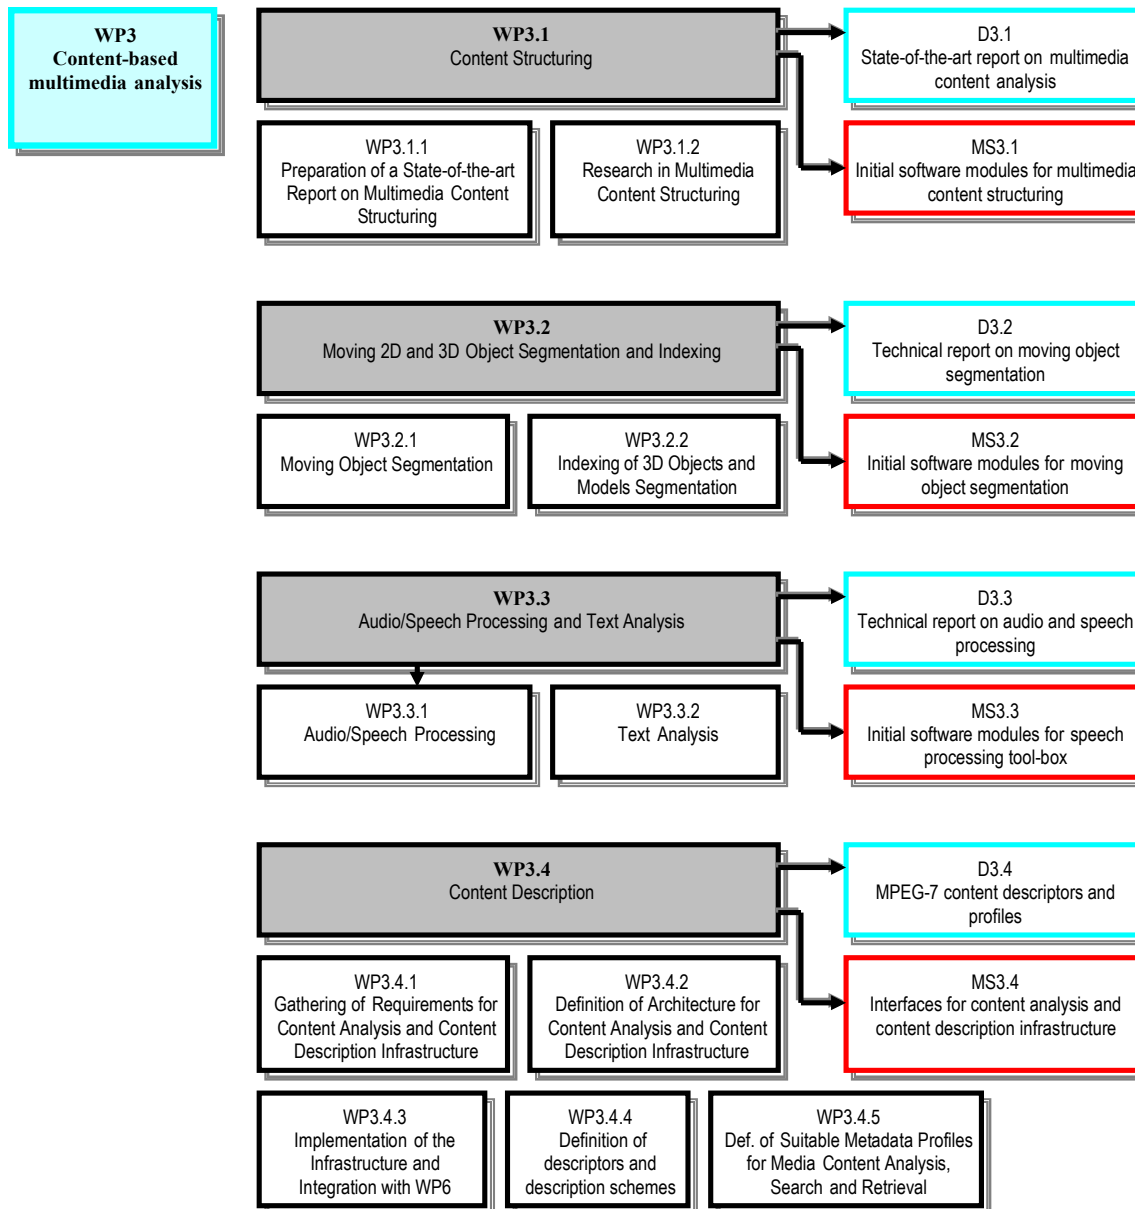 WP3
Content-based
multimedia analysis
WP3.1
Content Structuring
D3.1
State-of-the-art report on multimedia
content analysis
WP3.1.1
Preparation of a State-of-the-art
Report on Multimedia Content
Structuring
WP3.1.2
Research in Multimedia
Content Structuring
MS3.1
Initial software modules for multimedia
content structuring
WP3.2
Moving 2D and 3D Object Segmentation and Indexing
D3.2
Technical report on moving object
segmentation
WP3.2.1
Moving Object Segmentation
WP3.2.2
Indexing of 3D Objects and
Models Segmentation
MS3.2
Initial software modules for moving
object segmentation
WP3.3
Audio/Speech Processing and Text Analysis
D3.3
Technical report on audio and speech
processing
WP3.3.1
Audio/Speech Processing
WP3.3.2
Text Analysis
MS3.3
Initial software modules for speech
processing tool-box
WP3.4
Content Description
D3.4
MPEG-7 content descriptors and
profiles
WP3.4.1
Gathering of Requirements for
Content Analysis and Content
Description Infrastructure
WP3.4.2
Definition of Architecture for
Content Analysis and Content
Description Infrastructure
MS3.4
Interfaces for content analysis and
content description infrastructure
WP3.4.3
Implementation of the
Infrastructure and
Integration with WP6
WP3.4.4
Definition of
descriptors and
description schemes
WP3.4.5
Def. of Suitable Metadata Profiles
for Media Content Analysis,
Search and Retrieval